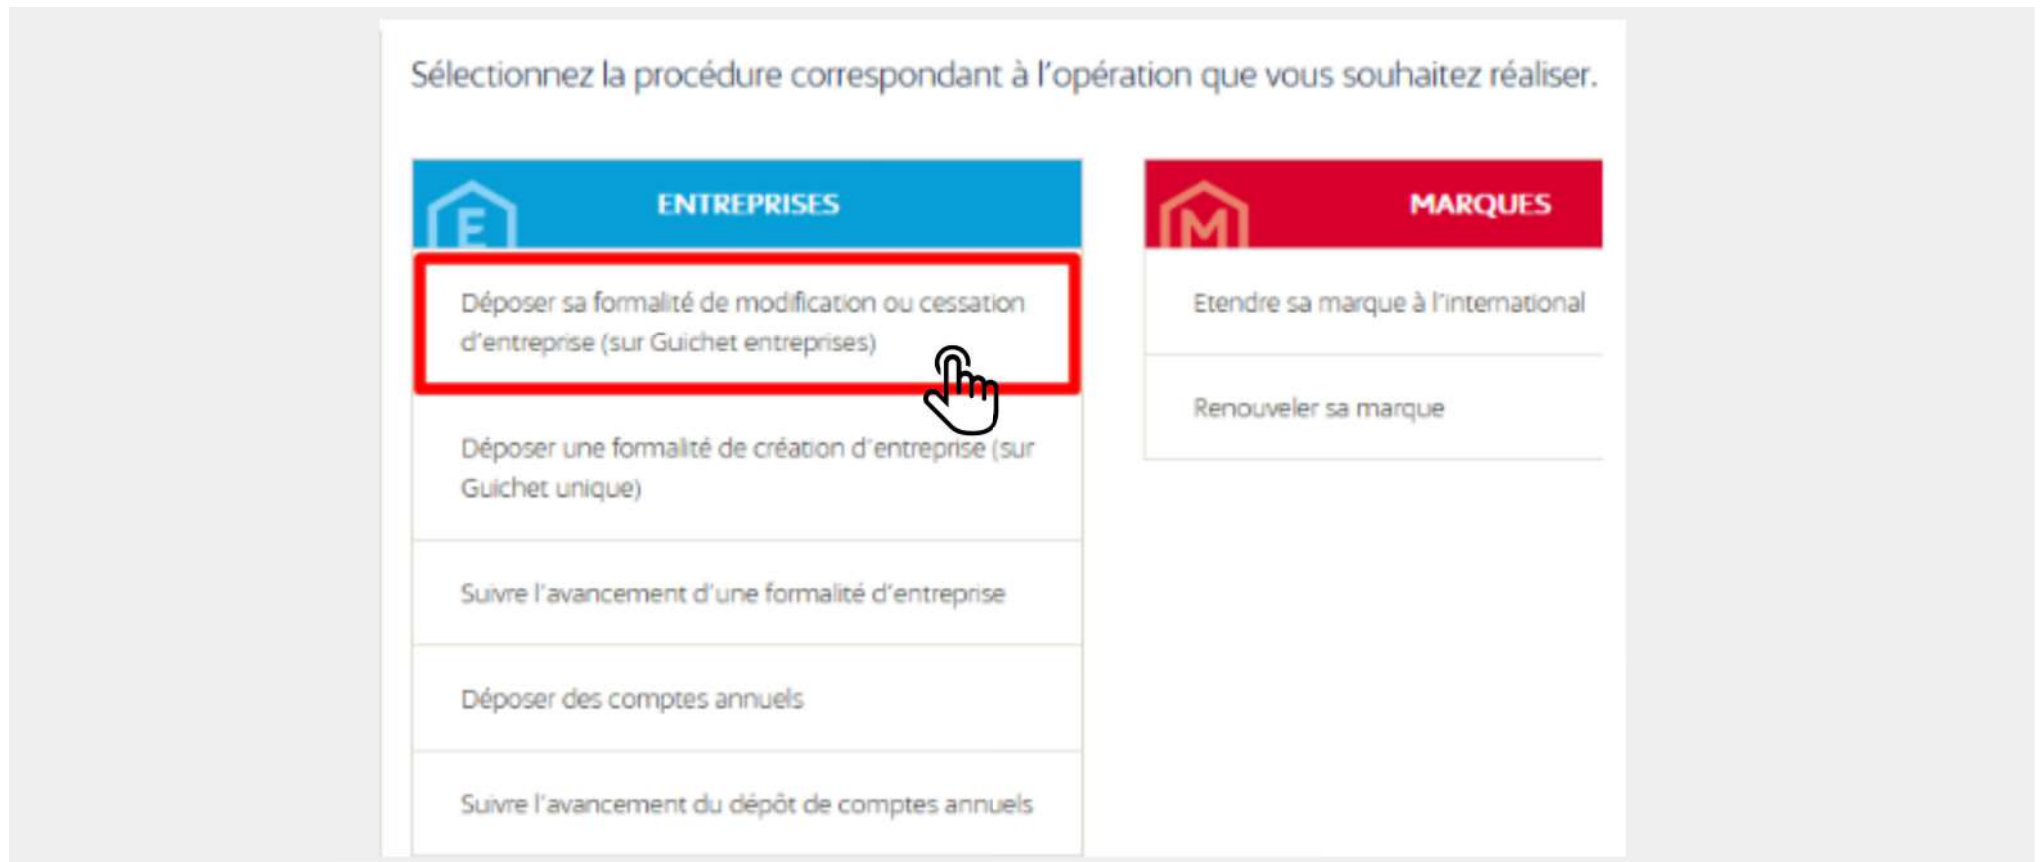 Sélectionnez la procédure correspondant à l'opération que vous souhaitez réaliser.
E
ENTREPRISES
Déposer sa formalité de modification ou cessation
d'entreprise (sur Guichet entreprises)
Déposer une formalité de création d'entreprise (sur
Guichet unique)
Suivre l'avancement d'une formalité d'entreprise
Déposer des comptes annuels
Suivre l'avancement du dépôt de comptes annuels
M
MARQUES
Etendre sa marque à l'international
Renouveler sa marque